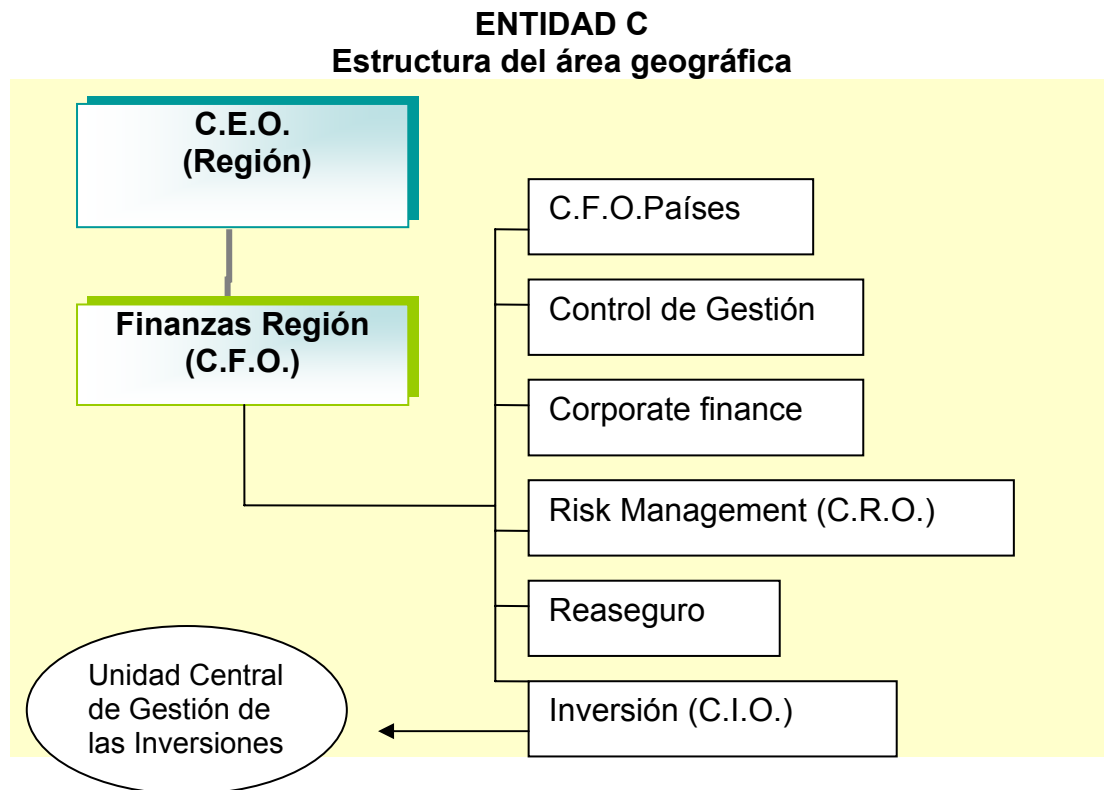 ENTIDAD C
Estructura del área geográfica
C.E.O.
(Región)
Finanzas Región
(C.F.O.)
C.F.O.Países
Control de Gestión
Corporate finance
Risk Management (C.R.O.)
Reaseguro
Inversión (C.I.O.)
Unidad Central
de Gestión de
las Inversiones